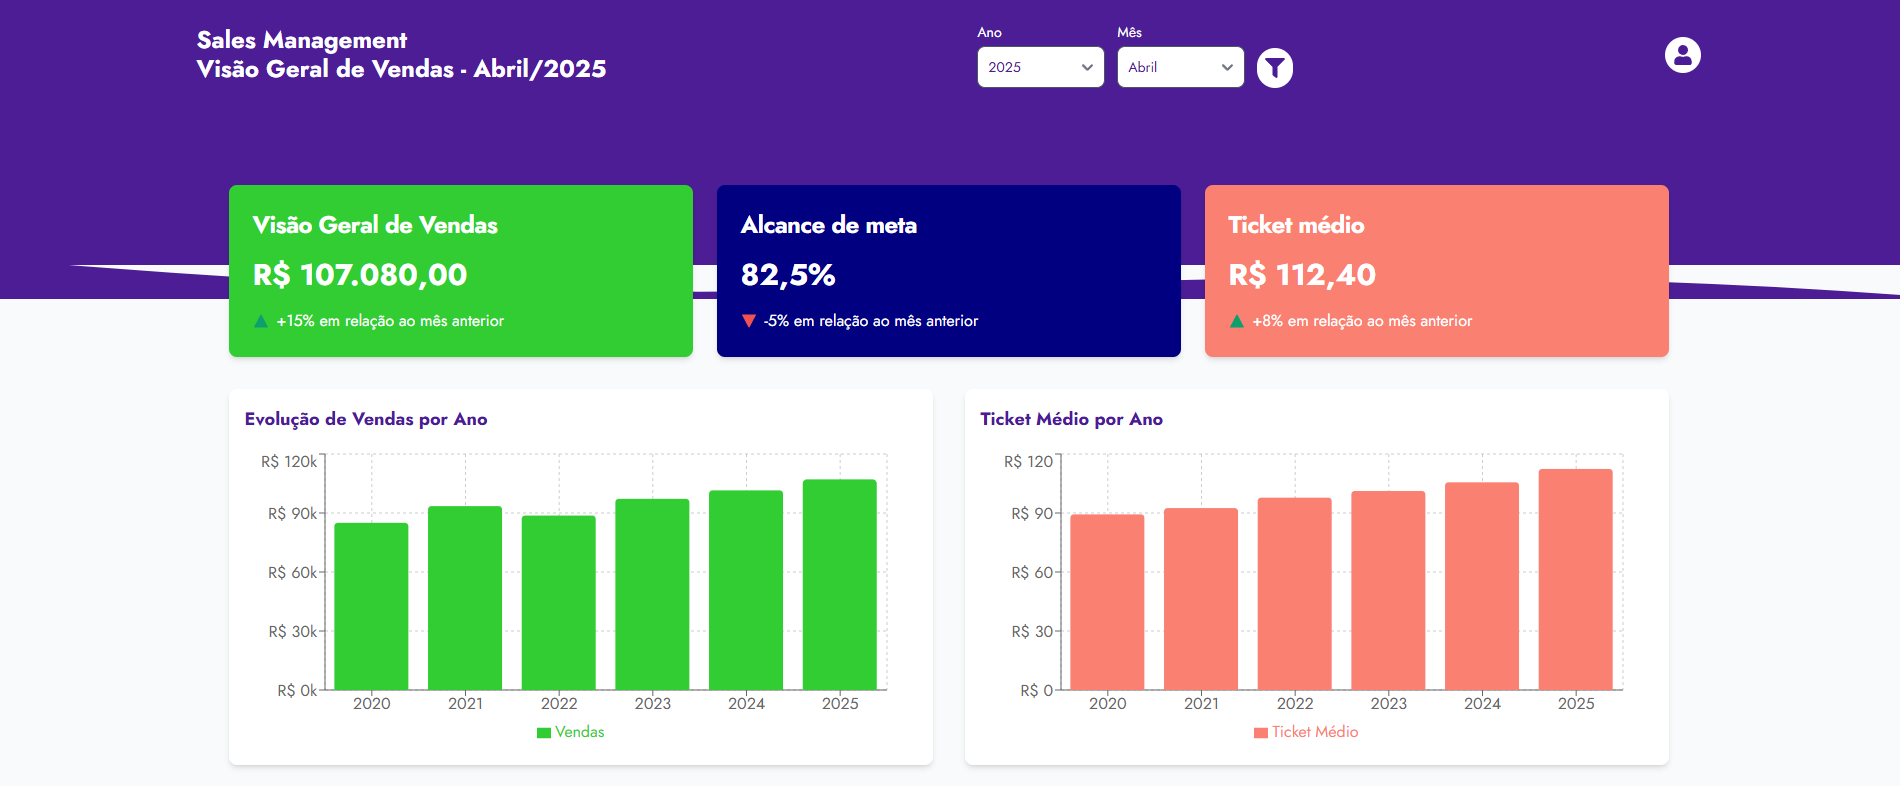 Sales Management
Visão Geral de Vendas - Abril/2025
Ano
Mês
2025
Abril
Visão Geral de Vendas
R$ 107.080,00
+15% em relação ao mês anterior
Alcance de meta
82,5%
-5% em relação ao mês anterior
Ticket médio
R$ 112,40
+8% em relação ao mês anterior
Evolução de Vendas por Ano
R$ 120k
R$ 90k
R$ 60k
R$ 30k
R$ 0k
2020 2021 2022 2023 2024 2025
Vendas
Ticket Médio por Ano
R$ 120
R$ 90
R$ 60
R$ 30
R$ 0
2020 2021 2022 2023 2024 2025
Ticket Médio